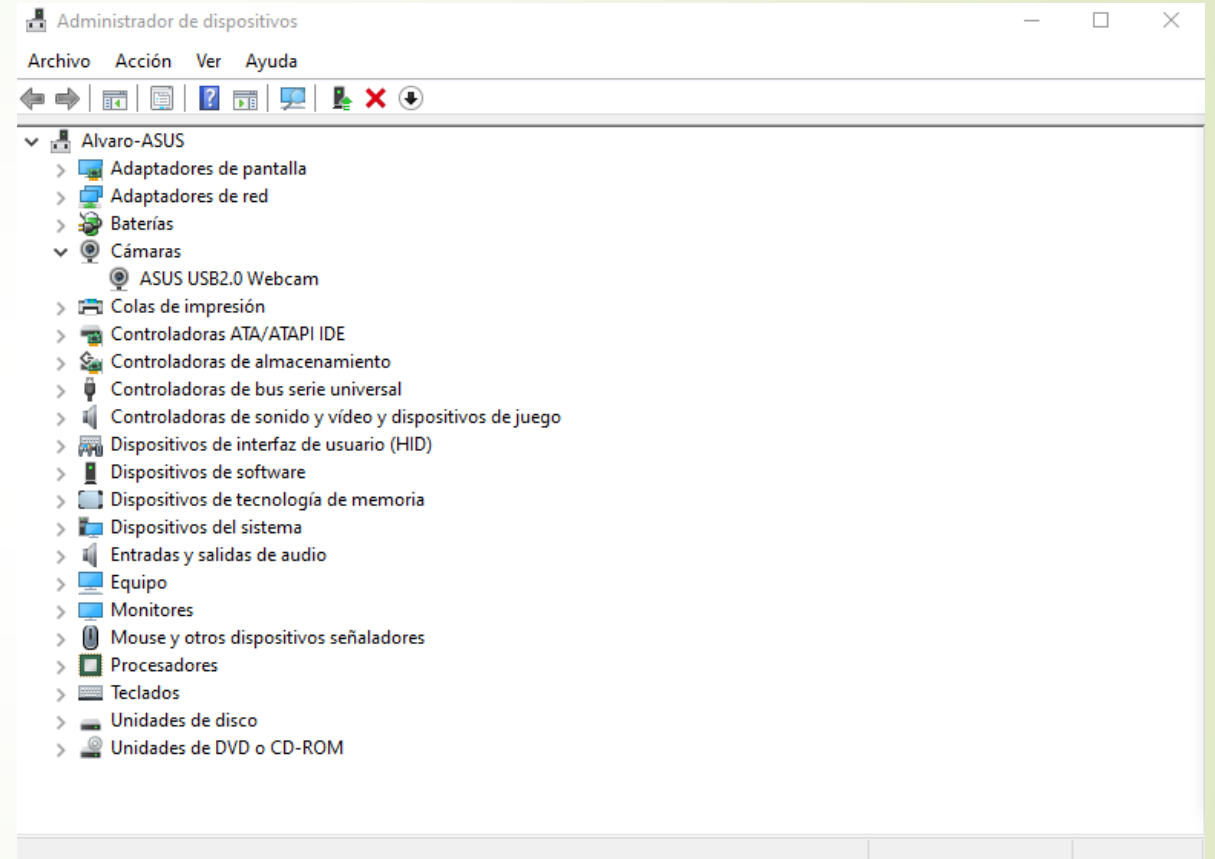 Administrador de dispositivos
Archivo Acción Ver Ayuda
Alvaro-ASUS
Adaptadores de pantalla
Adaptadores de red
Baterías
Cámaras
ASUS USB2.0 Webcam
Colas de impresión
Controladoras ATA/ATAPI IDE
Controladoras de almacenamiento
Controladoras de bus serie universal
Controladoras de sonido y vídeo y dispositivos de juego
Dispositivos de interfaz de usuario (HID)
Dispositivos de software
Dispositivos de tecnología de memoria
Dispositivos del sistema
Entradas y salidas de audio
Equipo
Monitores
Mouse y otros dispositivos señaladores
Procesadores
Teclados
Unidades de disco
Unidades de DVD o CD-ROM